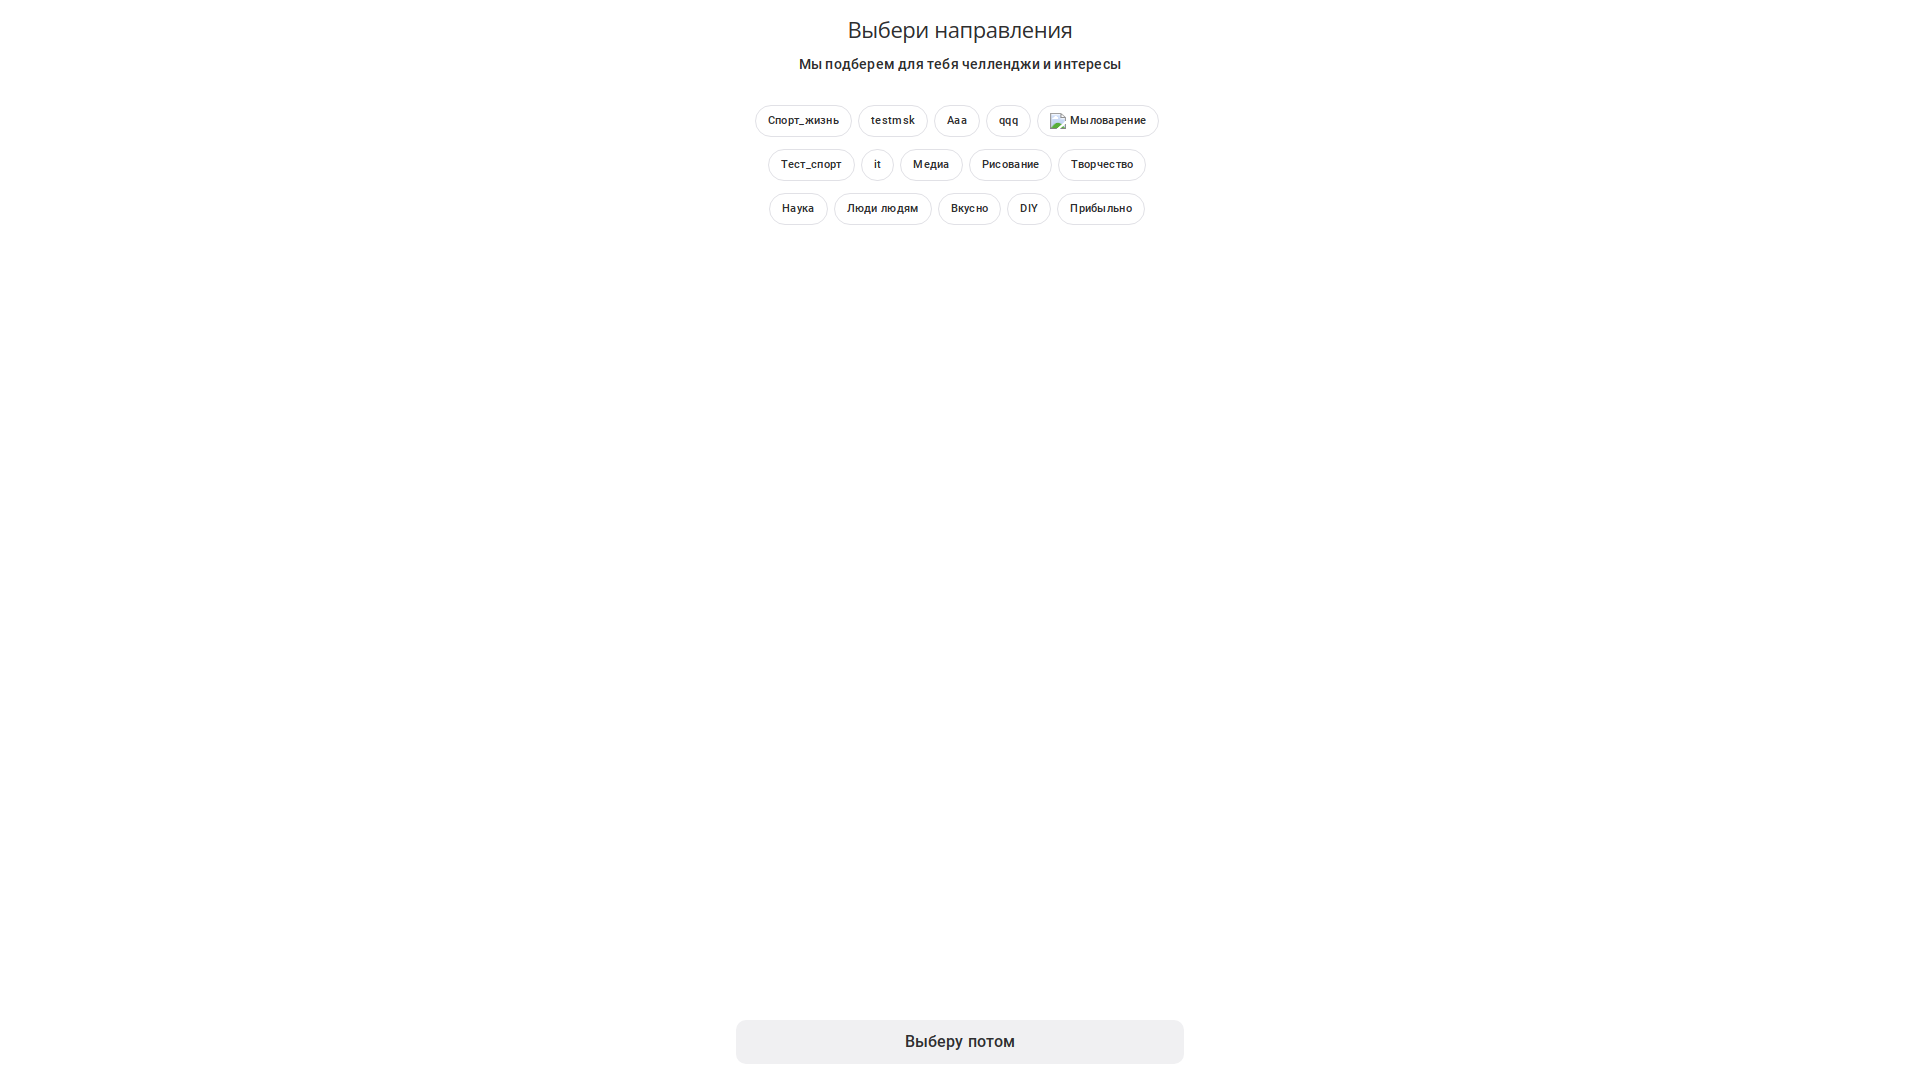 Выбери направления
Мы подберем для тебя челленджи и интересы
Спорт_жизнь testmsk Ааа qqq Мыловарение
Тест_спорт it Медиа Рисование Творчество
Наука Люди людям Вкусно DIY Прибыльно
Выберу потом